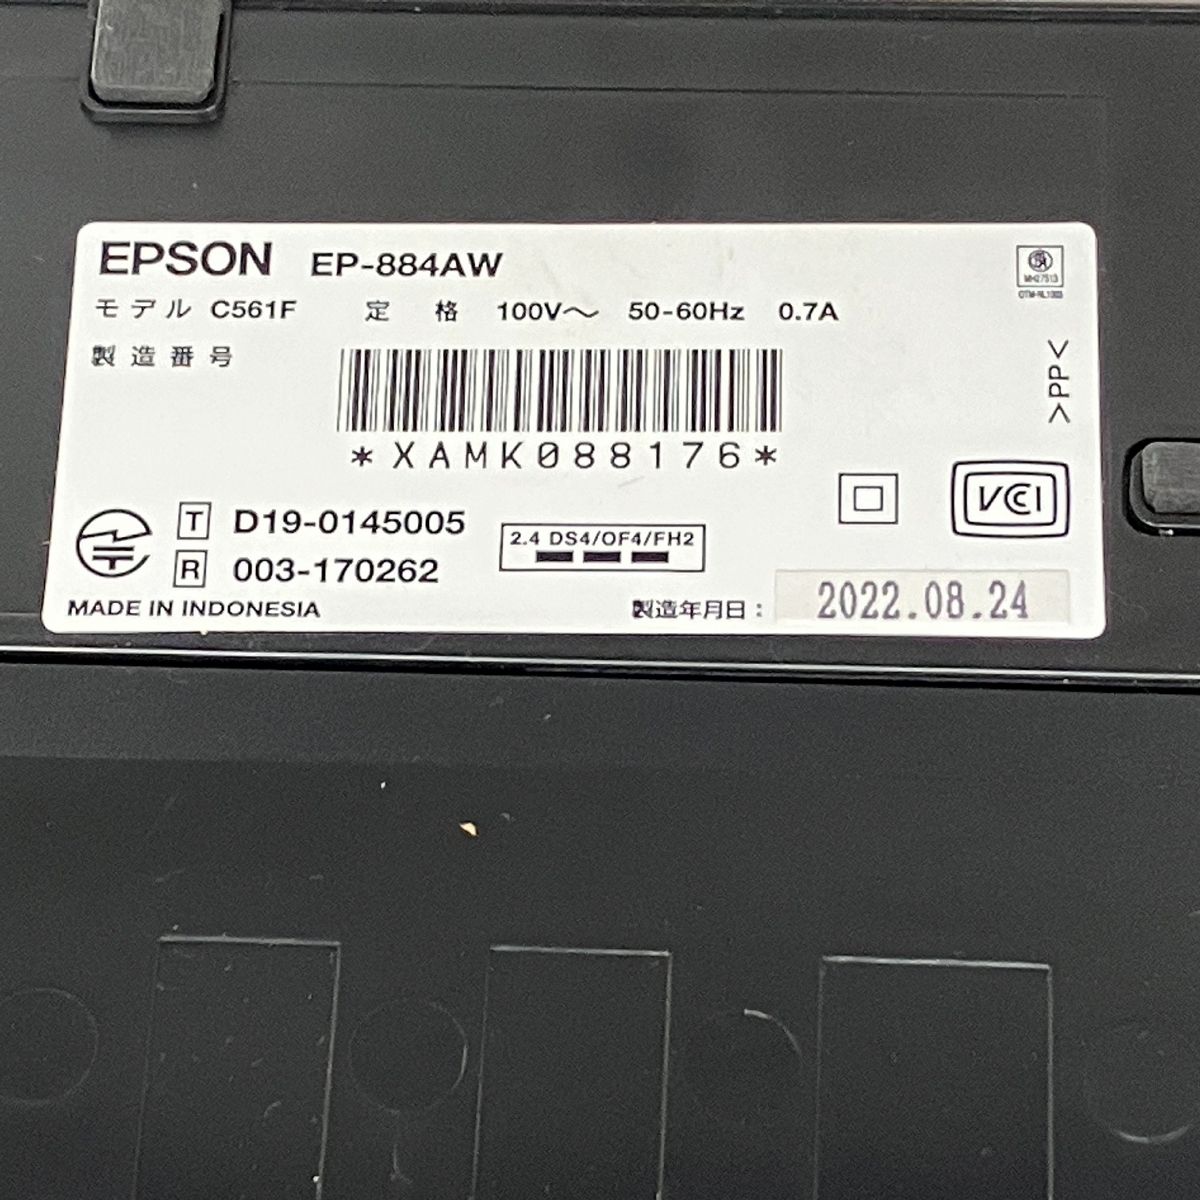 EPSON EP-884AW
モデル C561F 定格 100V～ 50-60Hz 0.7A
製造番号
*XAMK088176*
>PP<
T D19-0145005
R 003-170262
2.4 DS4/OF4/FH2
VCCI
MADE IN INDONESIA
製造年月日： 2022.08.24